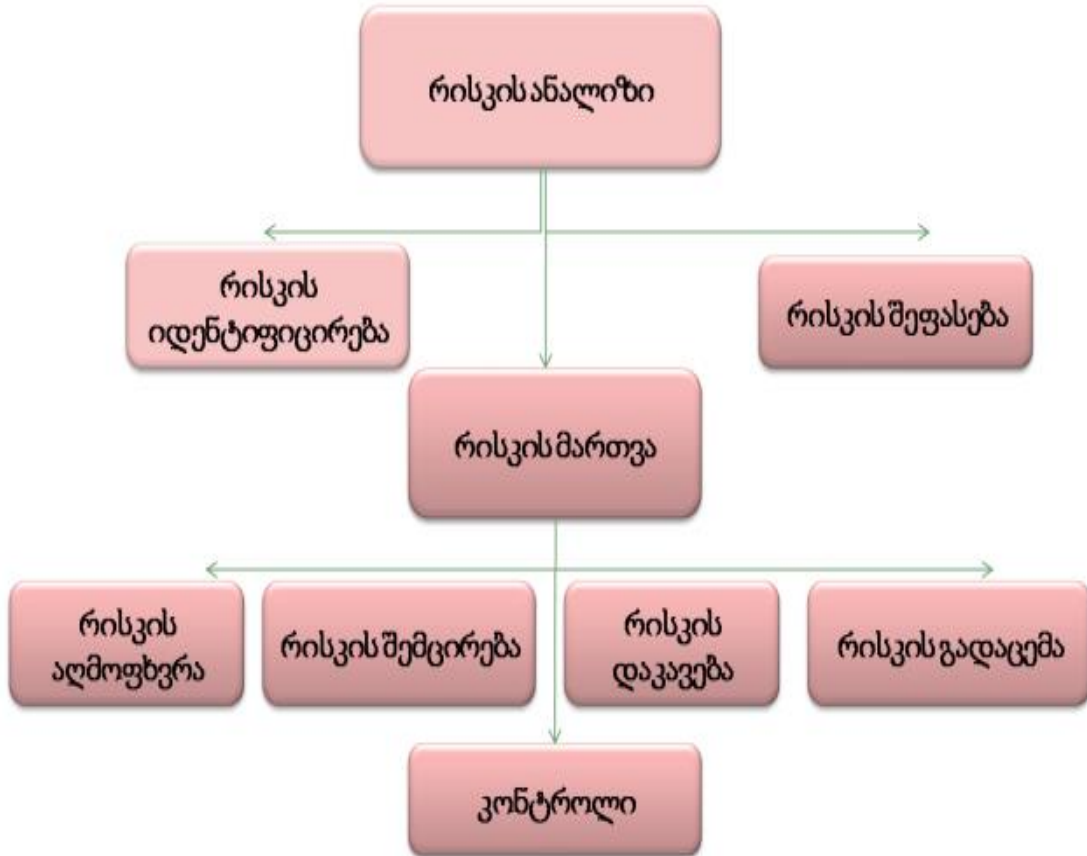 რისკის ანალიზი
რისკის
იდენტიფიცირება
რისკის შეფასება
რისკის მართვა
რისკის
აღმოფხვრა
რისკის შემცირება
რისკის
დაკავება
რისკის გადაცემა
კონტროლი